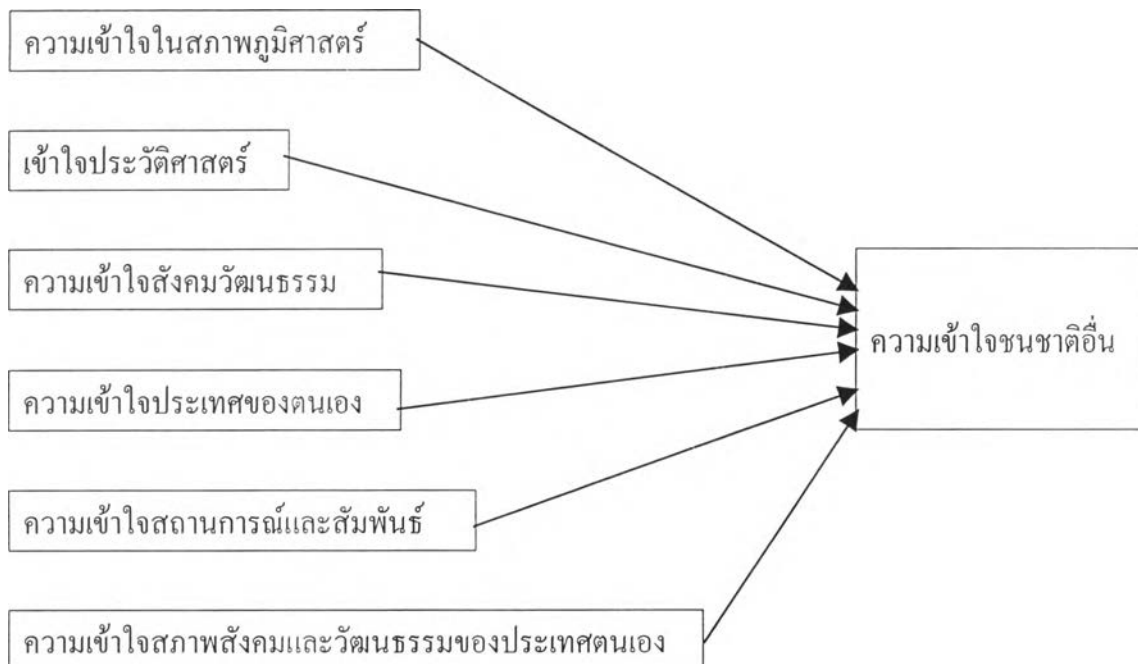 ความเข้าใจในสภาพภูมิศาสตร์
เข้าใจประวัติศาสตร์
ความเข้าใจสังคมวัฒนธรรม
ความเข้าใจประเทศของตนเอง
ความเข้าใจสถานการณ์และสัมพันธ์
ความเข้าใจสภาพสังคมและวัฒนธรรมของประเทศตนเอง
ความเข้าใจชนชาติอื่น